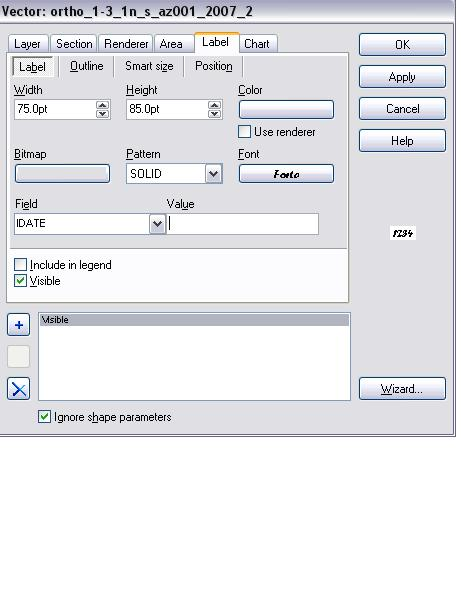 Vector: ortho_1-3_1n_s_az001_2007_2
Layer Section Renderer Area Label Chart
OK
Label Outline Smart size Position
Apply
Width Height Color
75.0pt 85.0pt
Cancel
Use renderer
Help
Bitmap Pattern Font
SOLID Fonto
Field Value
IDATE
1234
Include in legend
Visible
Visible
Wizard...
Ignore shape parameters